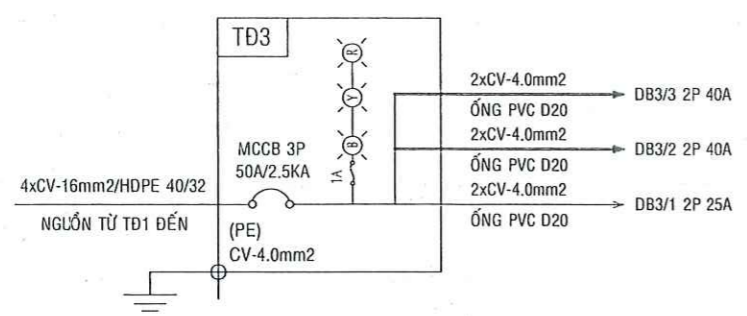 TĐ3
R
Y
B
1A
MCCB 3P
50A/2.5KA
4xCV-16mm2/HDPE 40/32
NGUỒN TỪ TĐ1 ĐẾN
(PE)
CV-4.0mm2
2xCV-4.0mm2
ỐNG PVC D20
DB3/3 2P 40A
2xCV-4.0mm2
ỐNG PVC D20
DB3/2 2P 40A
2xCV-4.0mm2
ỐNG PVC D20
DB3/1 2P 25A